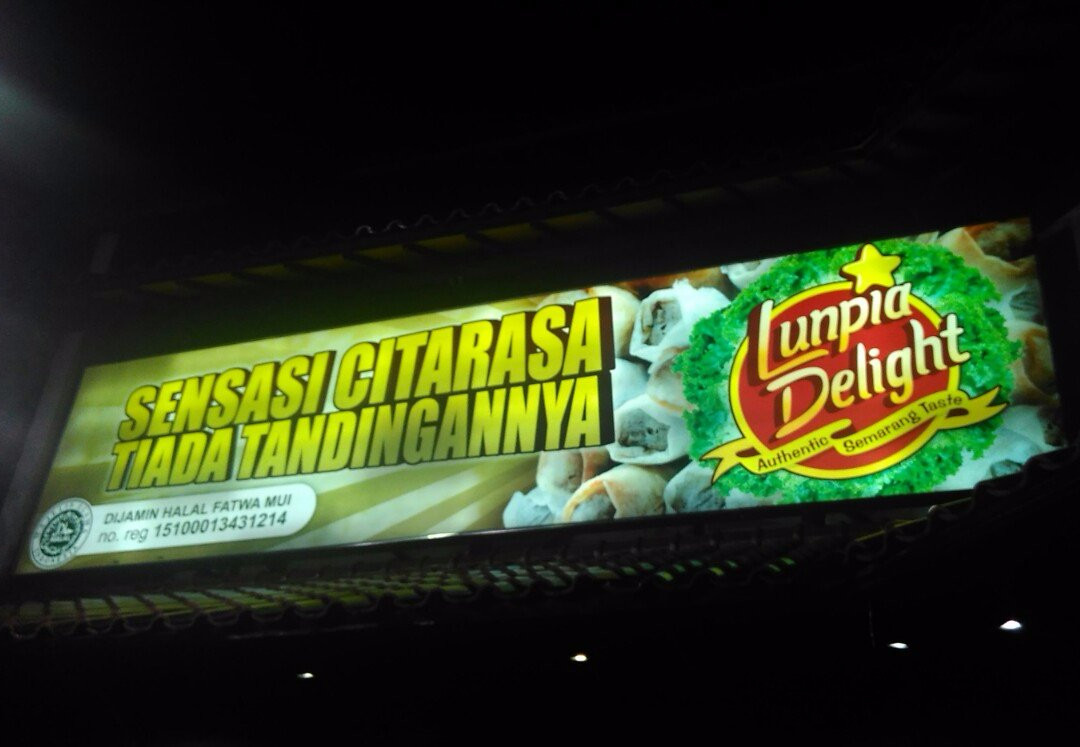 SENSASI CITARASA
TIADA TANDINGANNYA
DIJAMIN HALAL FATWA MUI
no. reg 15100013431214
Lunpia
Delight
Authentic Semarang Taste